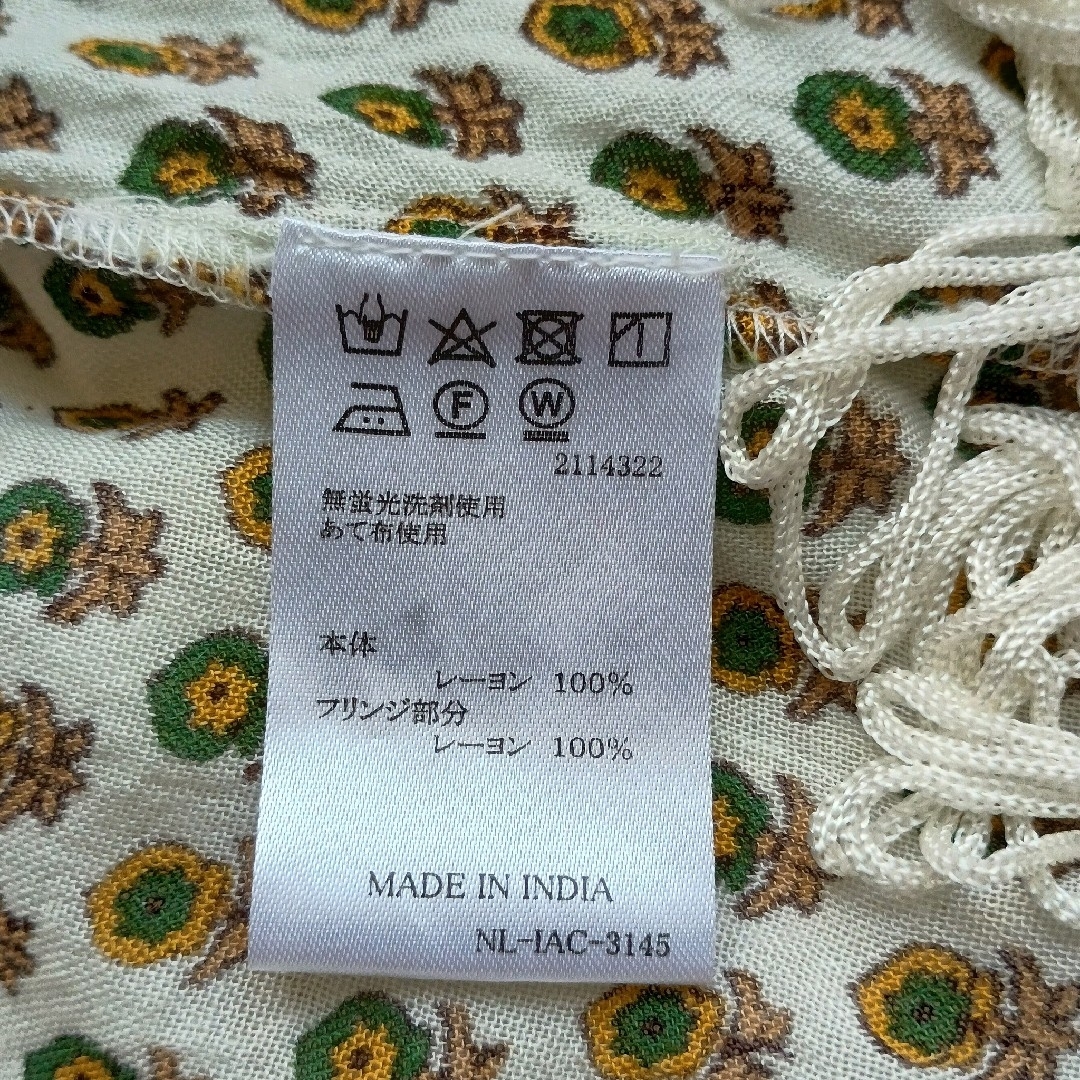 F W
2114322
無蛍光洗剤使用
あて布使用
本体
レーヨン 100%
フリンジ部分
レーヨン 100%
MADE IN INDIA
NL-IAC-3145